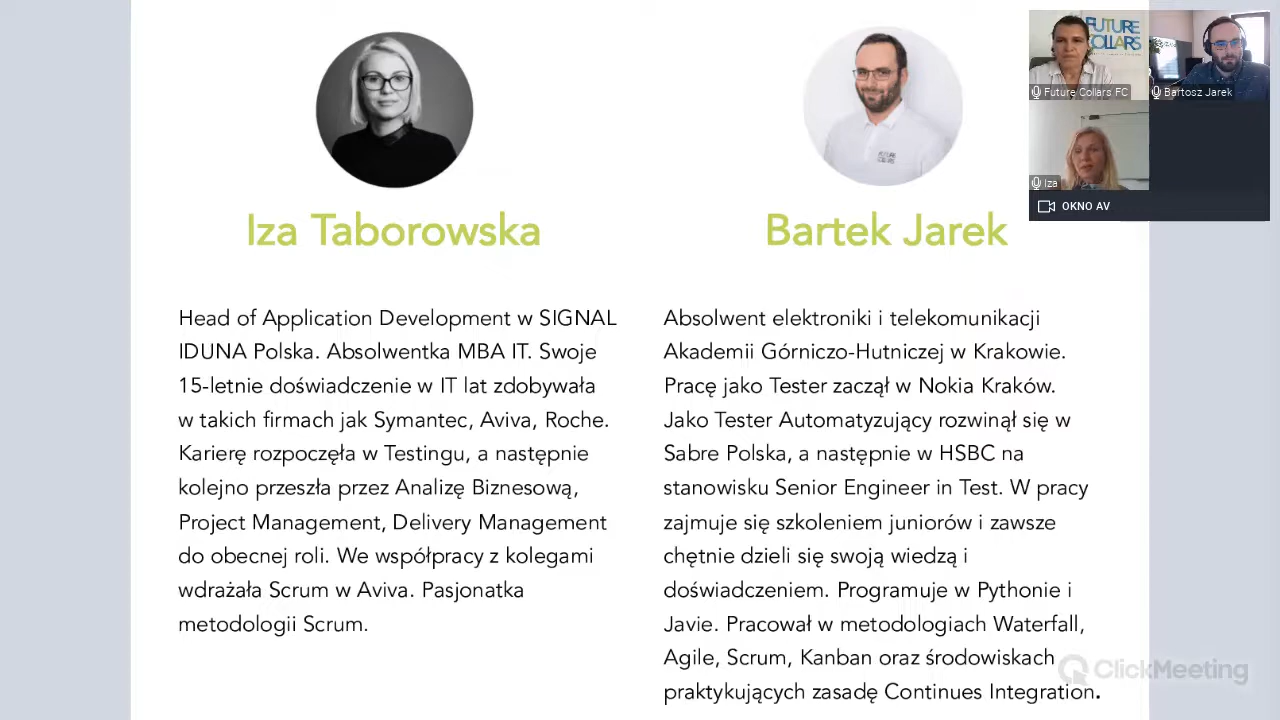 Iza Taborowska
Head of Application Development w SIGNAL
IDUNA Polska. Absolwentka MBA IT. Swoje
15-letnie doświadczenie w IT lat zdobywała
w takich firmach jak Symantec, Aviva, Roche.
Karierę rozpoczęła w Testingu, a następnie
kolejno przeszła przez Analizę Biznesową,
Project Management, Delivery Management
do obecnej roli. We współpracy z kolegami
wdrażała Scrum w Aviva. Pasjonatka
metodologii Scrum.
Bartek Jarek
Absolwent elektroniki i telekomunikacji
Akademii Górniczo-Hutniczej w Krakowie.
Pracę jako Tester zaczął w Nokia Kraków.
Jako Tester Automatyzujący rozwinął się w
Sabre Polska, a następnie w HSBC na
stanowisku Senior Engineer in Test. W pracy
zajmuje się szkoleniem juniorów i zawsze
chętnie dzieli się swoją wiedzą i
doświadczeniem. Programuje w Pythonie i
Javie. Pracował w metodologiach Waterfall,
Agile, Scrum, Kanban oraz środowiskach
praktykujących zasadę Continues Integration.
FUTURE
COLLARS
FUTURE
COLLARS
Future Collars FC
Bartosz Jarek
Iza
OKNO AV
ClickMeeting